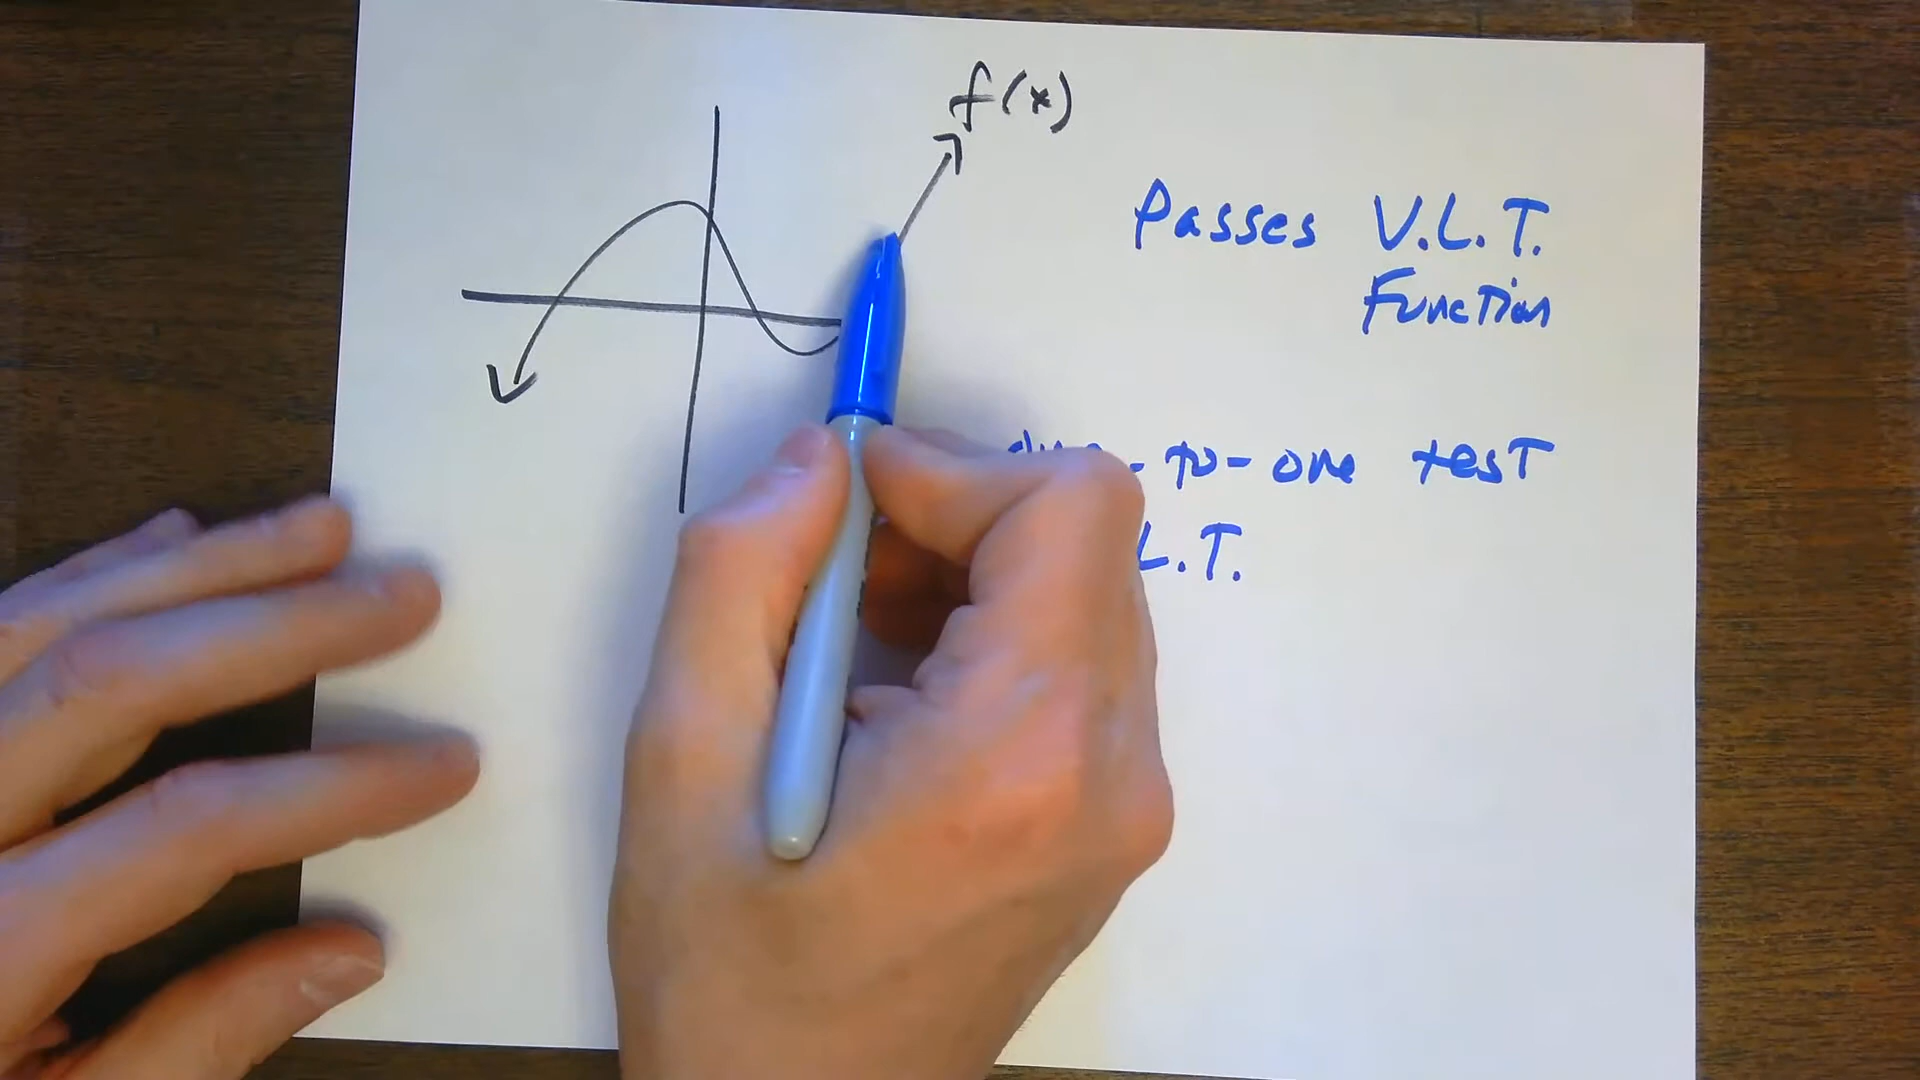 f(x)
Passes V.L.T.
Function
-to-one test
L.T.